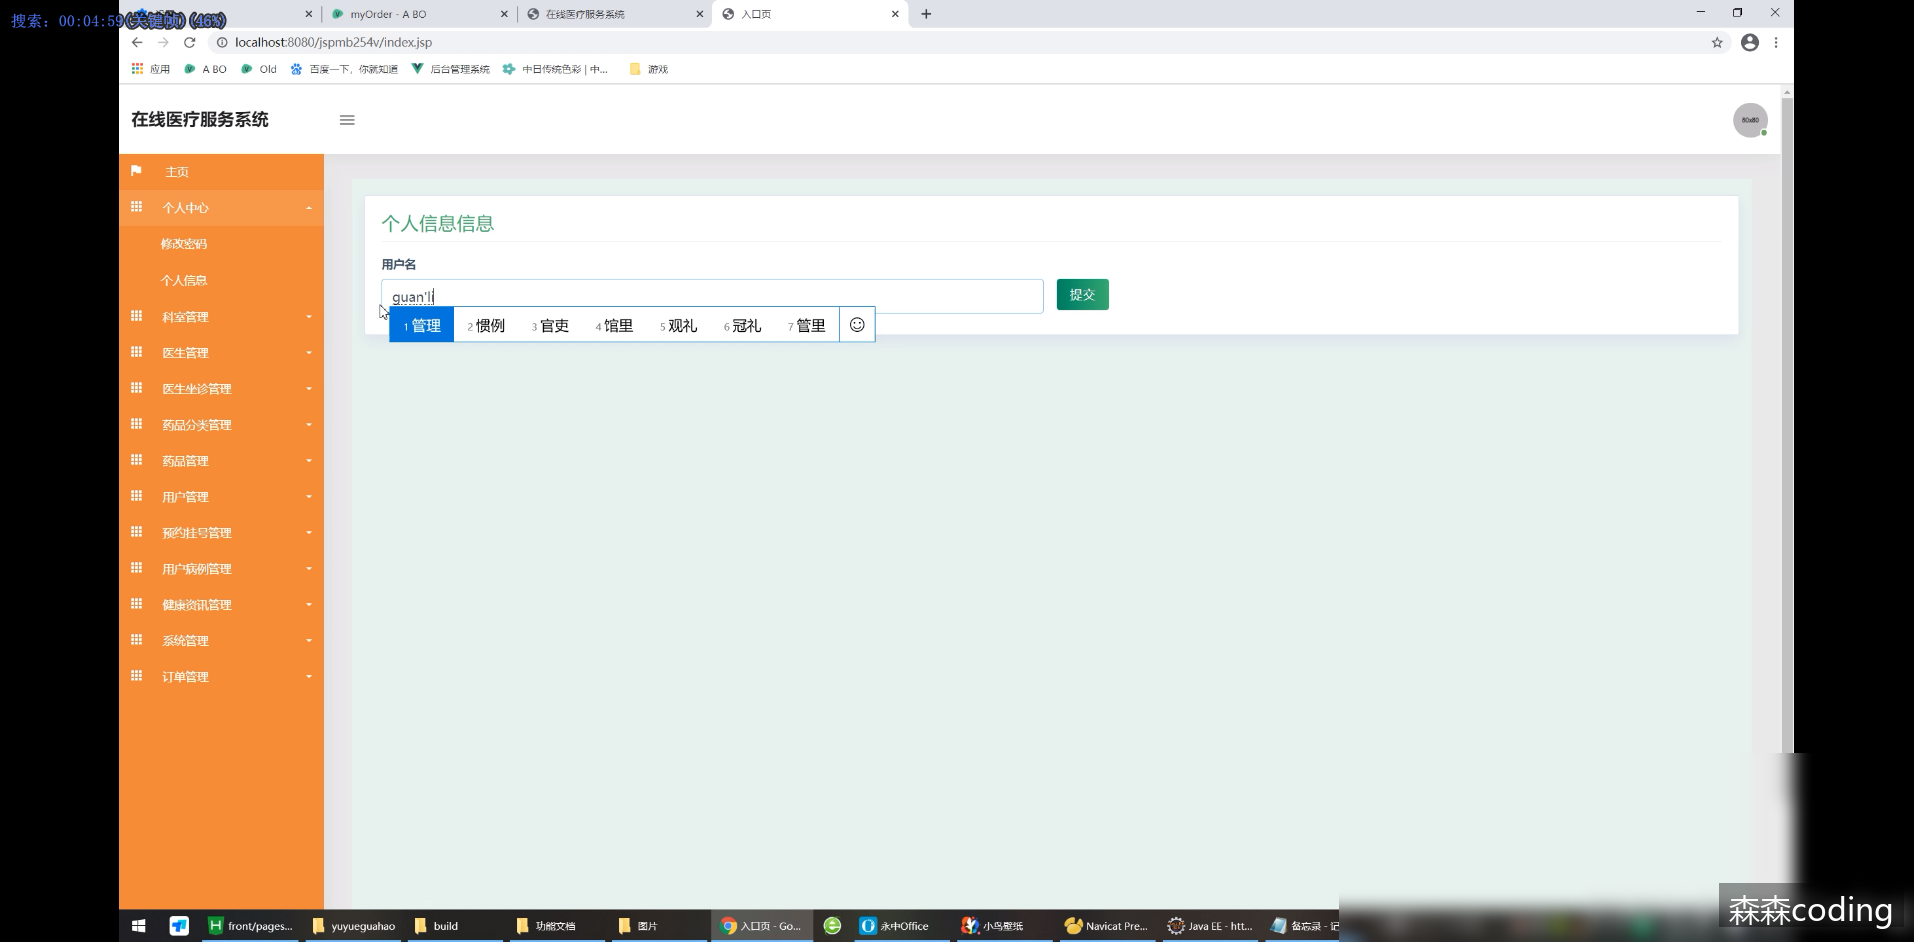 搜索: 00:04:59(关键帧)(46%)
myOrder - A BO
在线医疗服务系统
入口页
localhost:8080/jspmb254v/index.jsp
应用
A BO
Old
百度一下，你就知道
后台管理系统
中日传统色彩 | 中...
游戏
在线医疗服务系统
80x80
主页
个人中心
修改密码
个人信息
科室管理
医生管理
医生坐诊管理
药品分类管理
药品管理
用户管理
预约挂号管理
用户病例管理
健康资讯管理
系统管理
订单管理
个人信息信息
用户名
guan'li
提交
1 管理 2 惯例 3 官吏 4 馆里 5 观礼 6 冠礼 7 管里
front/pages...
yuyueguahao
build
功能文档
图片
入口页 - Go...
永中Office
小鸟壁纸
Navicat Pre...
Java EE - htt...
备忘录 - 记
森森coding